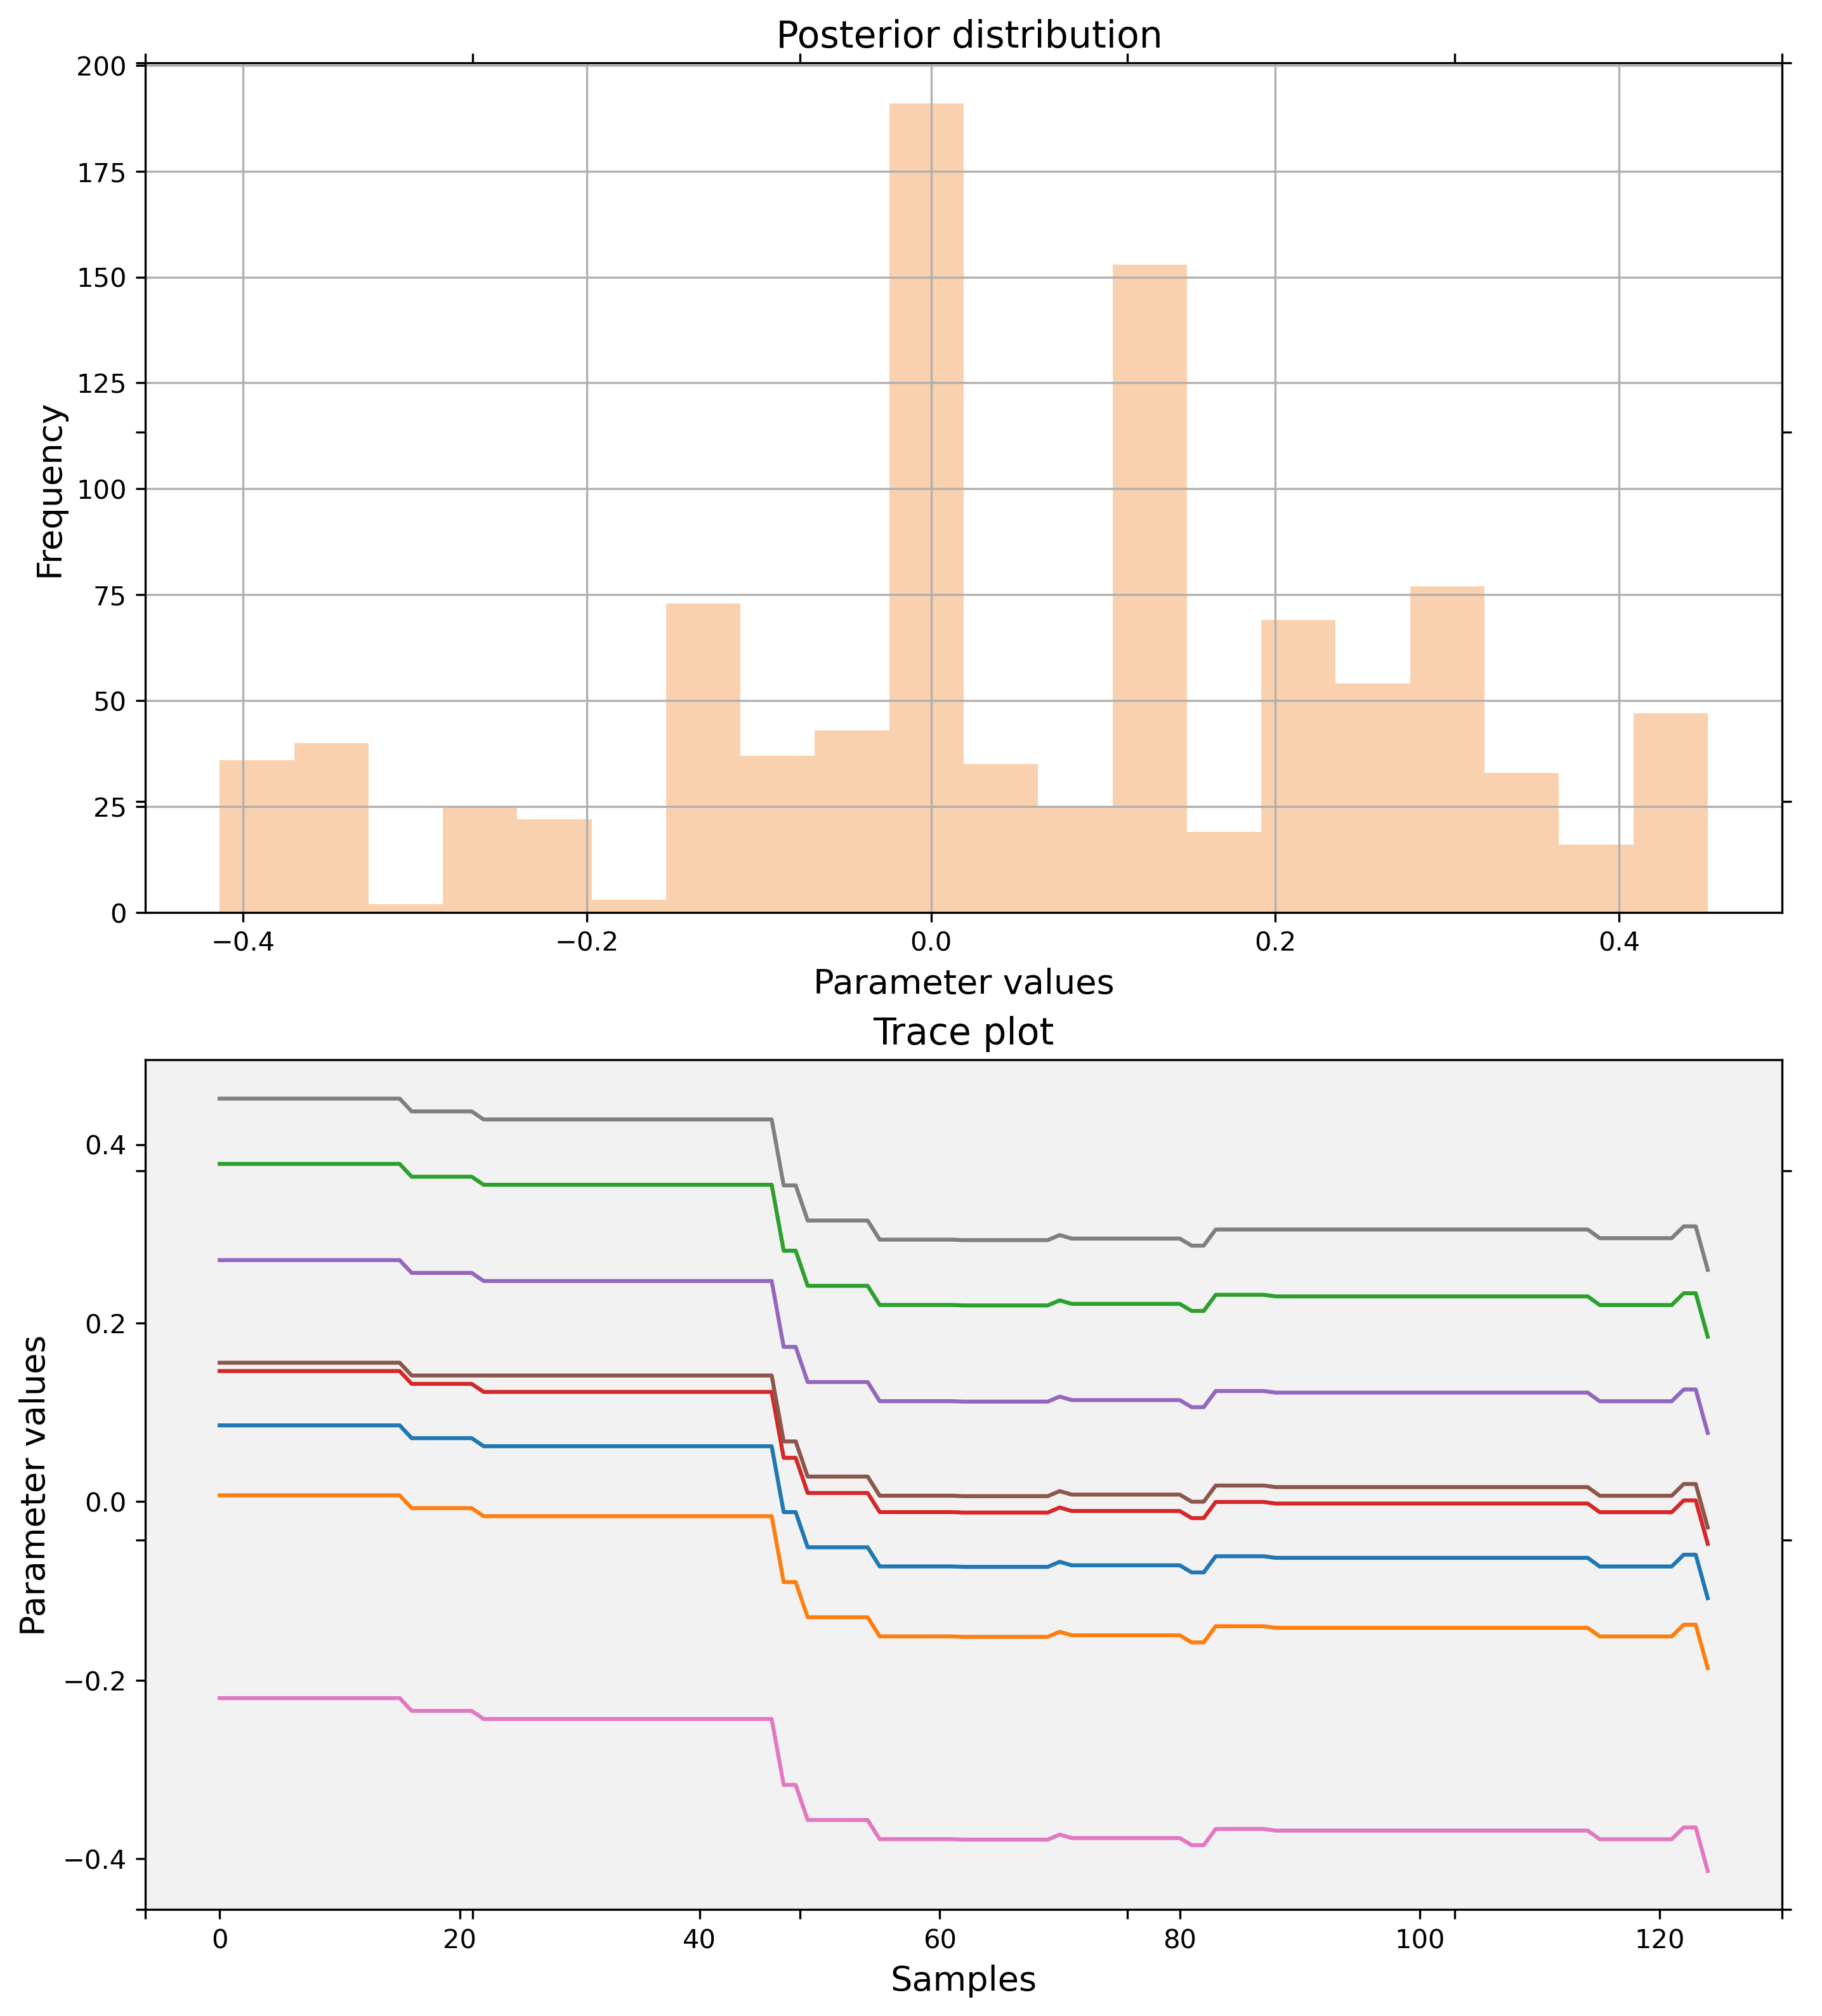 Posterior distribution
200
175
150
125
100
75
50
25
0
Frequency
−0.4 −0.2 0.0 0.2 0.4
Parameter values
Trace plot
0.4
0.2
0.0
−0.2
−0.4
Parameter values
0 20 40 60 80 100 120
Samples